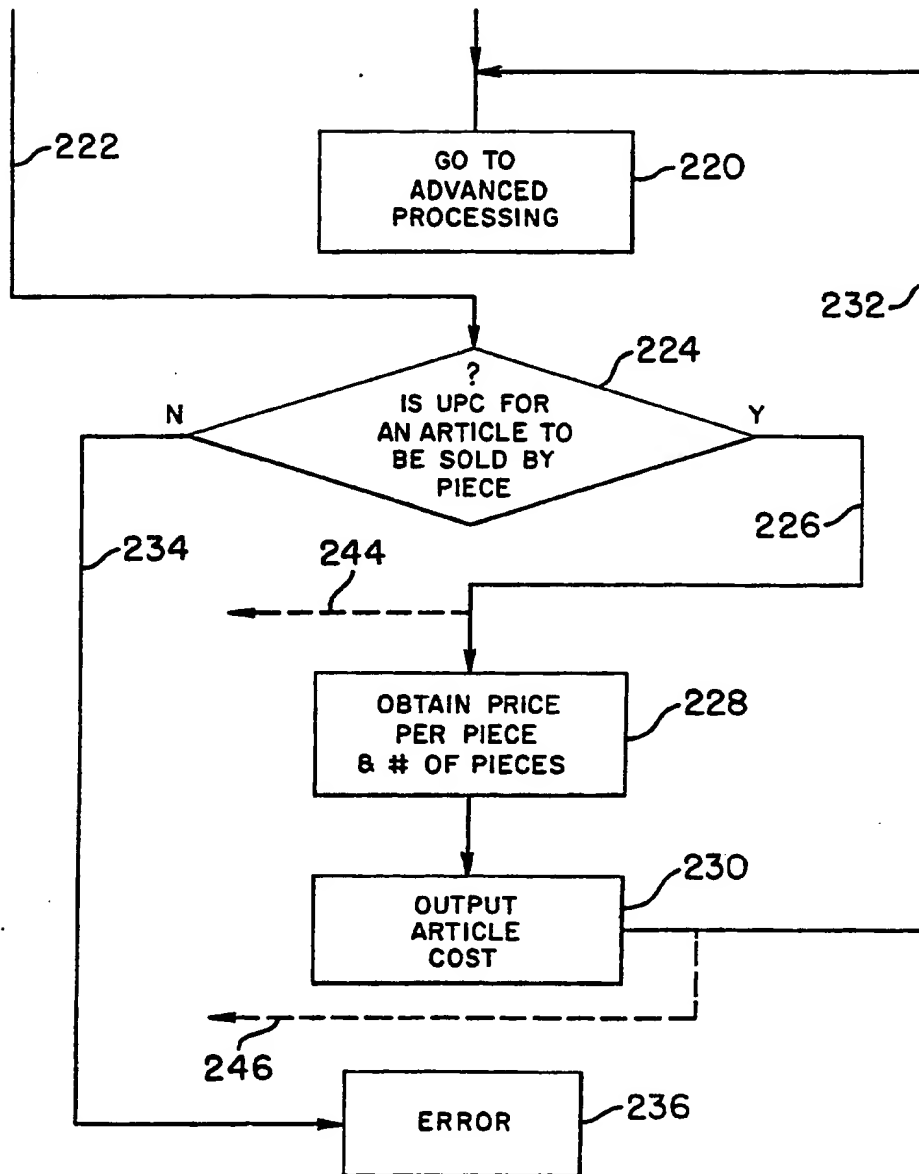 222
GO TO
ADVANCED
PROCESSING
220
232
224
?
IS UPC FOR
AN ARTICLE TO
BE SOLD BY
PIECE
N
Y
226
234
244
OBTAIN PRICE
PER PIECE
& # OF PIECES
228
OUTPUT
ARTICLE
COST
230
246
ERROR
236